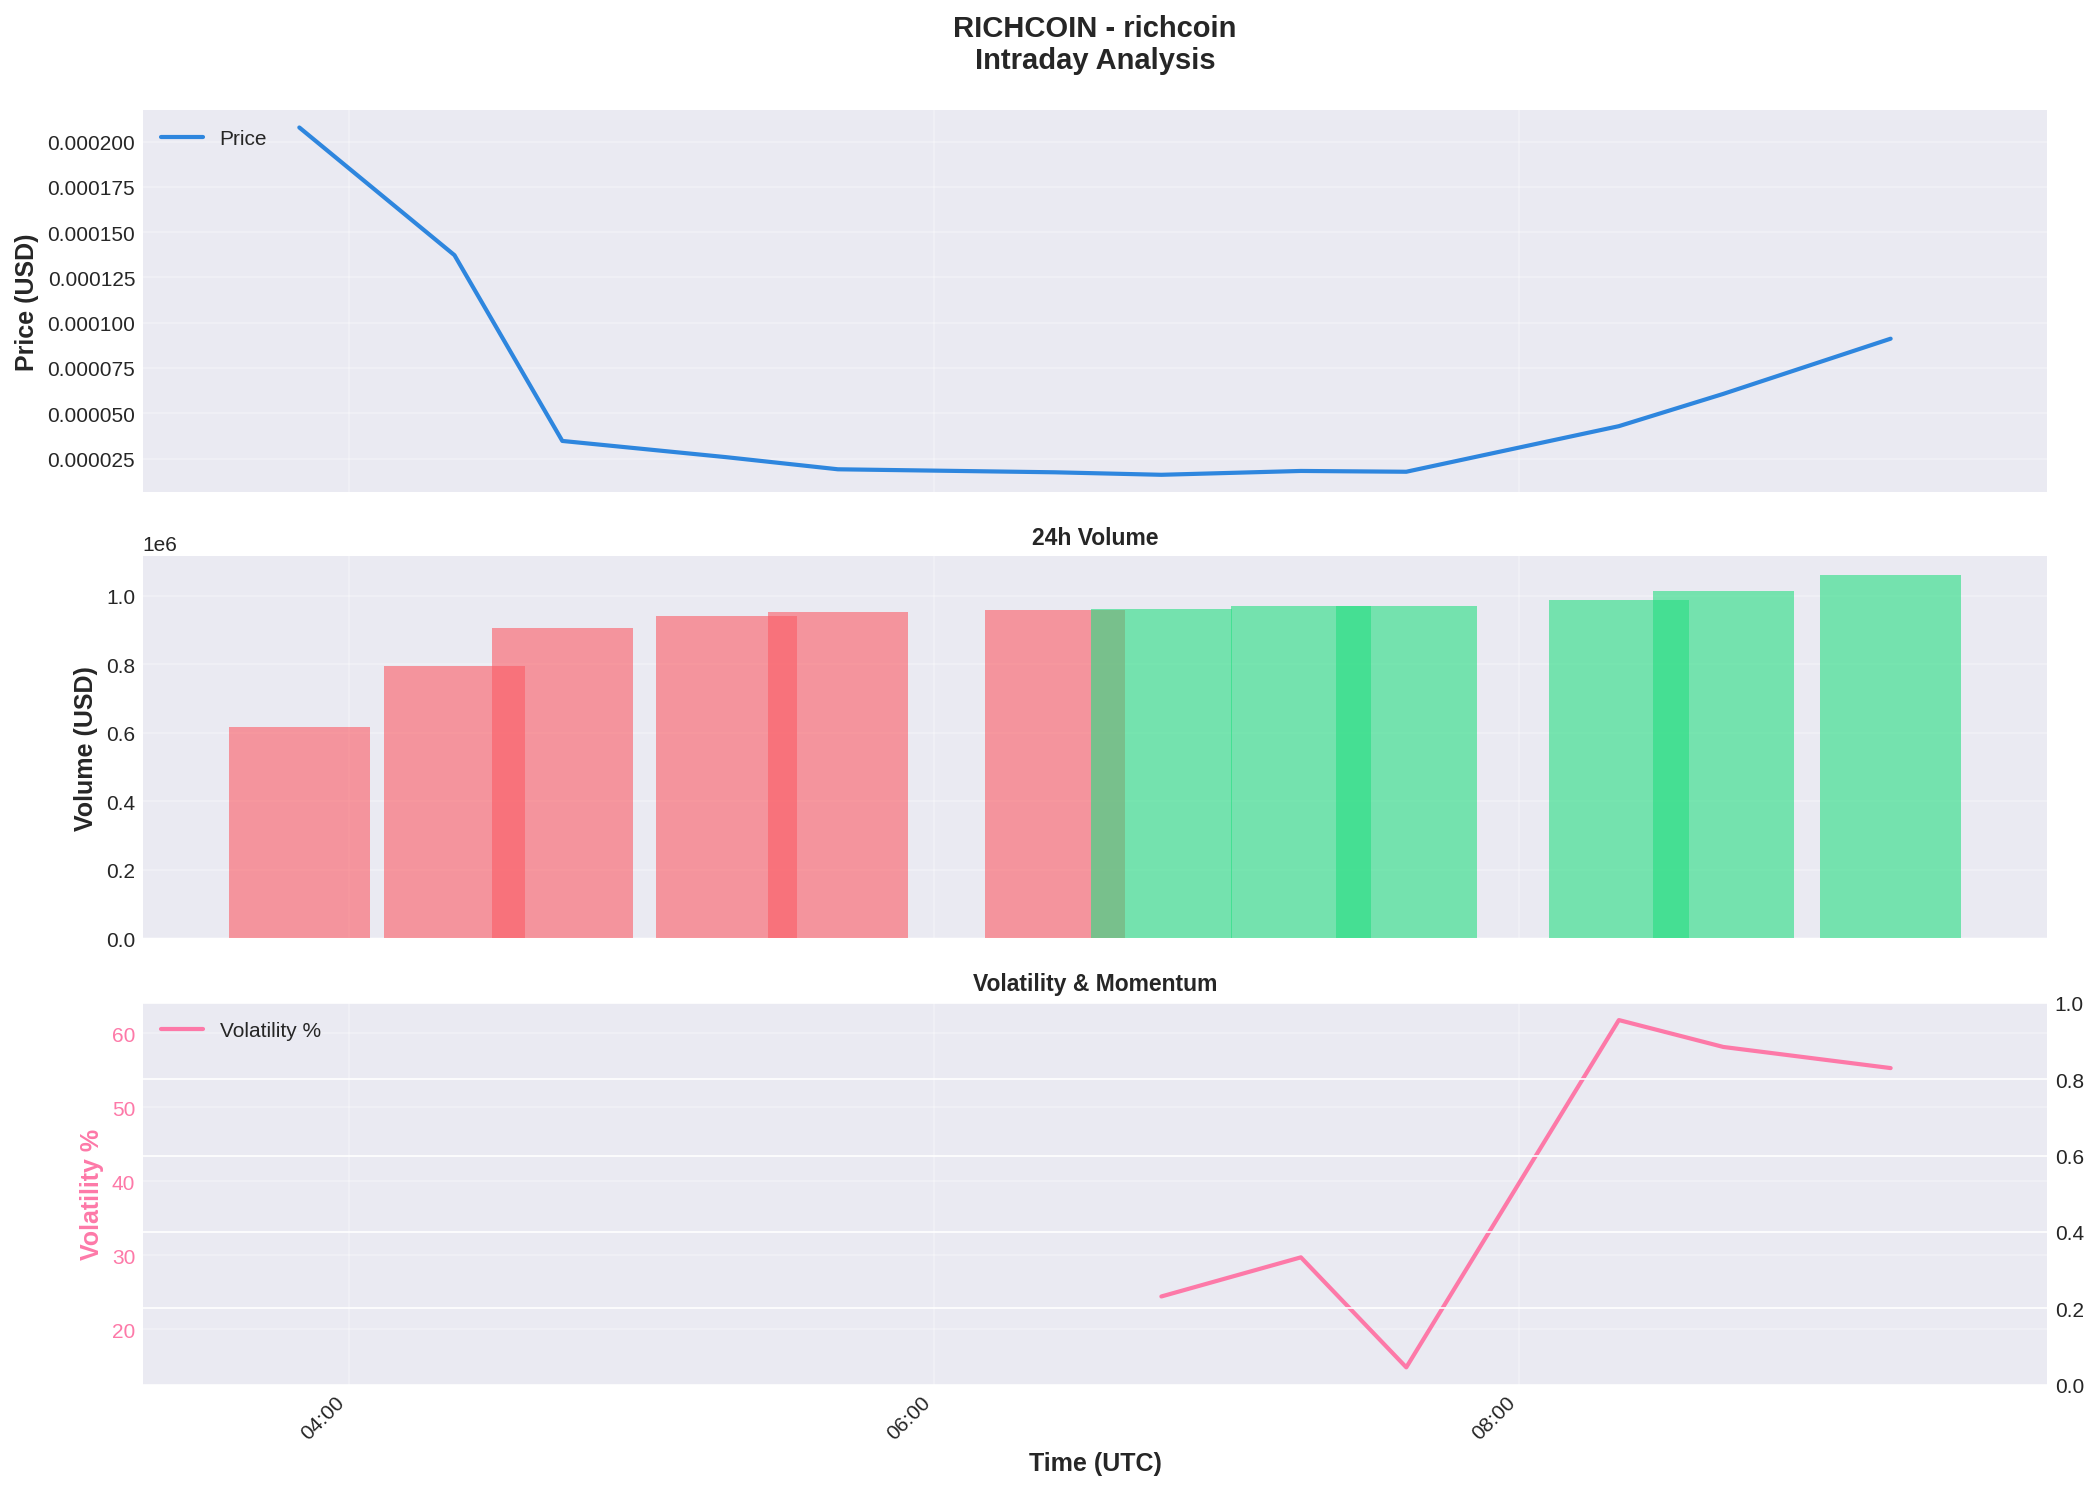 RICHCOIN - richcoin
Intraday Analysis
Price
0.000200
0.000175
0.000150
0.000125
0.000100
0.000075
0.000050
0.000025
Price (USD)
24h Volume
1e6
1.0
0.8
0.6
0.4
0.2
0.0
Volume (USD)
Volatility & Momentum
Volatility %
60
50
40
30
20
Volatility %
1.0
0.8
0.6
0.4
0.2
0.0
04:00
06:00
08:00
Time (UTC)